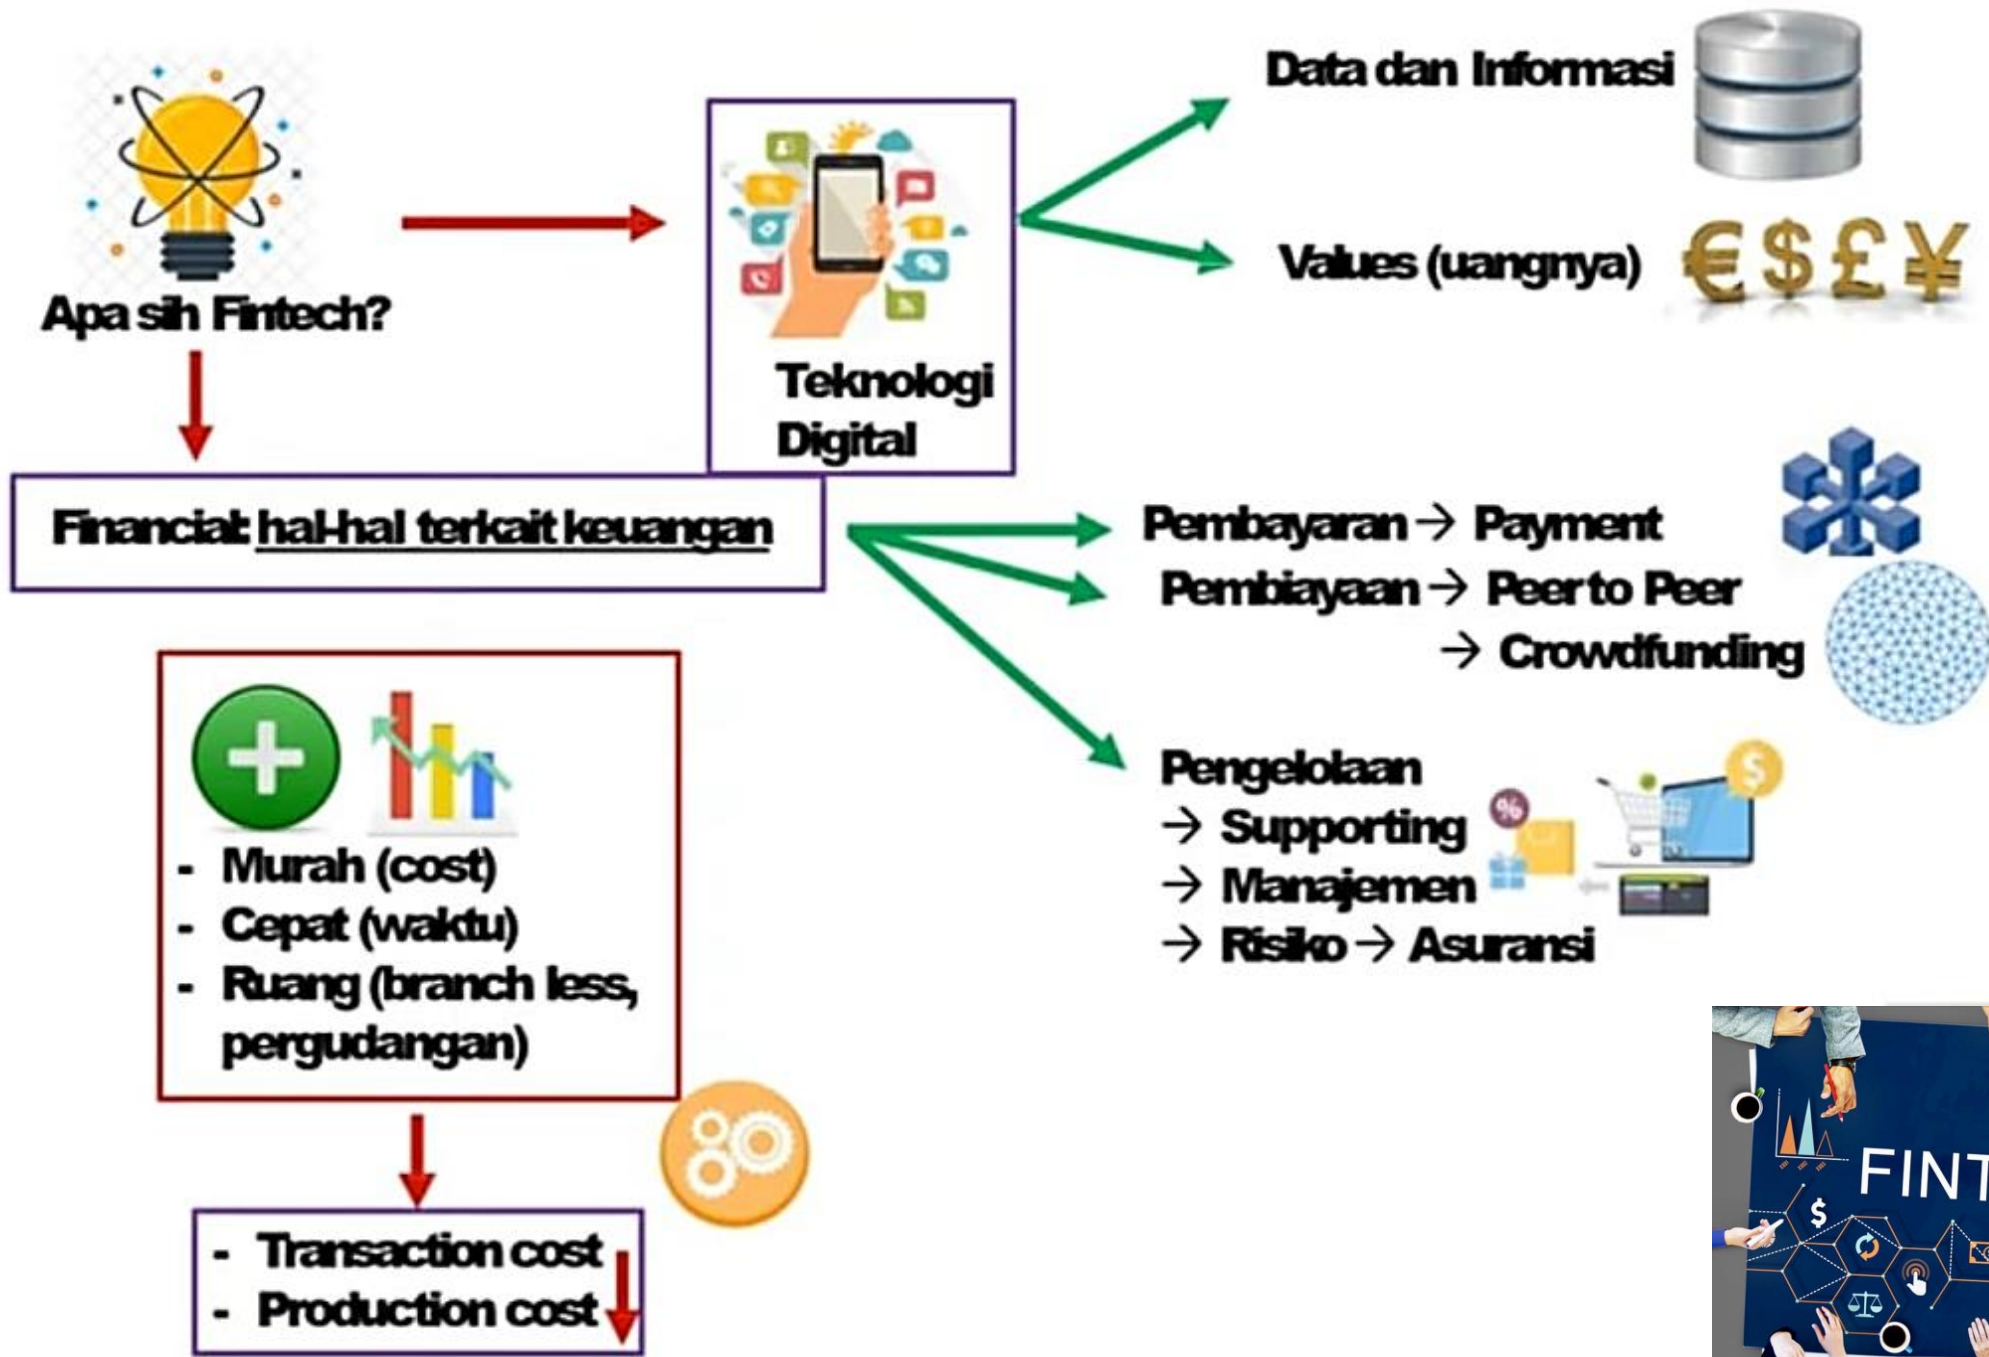 Apa sih Fintech?
Teknologi
Digital
Data dan Informasi
Values (uangnya)
€$£¥
Financial: hal-hal terkait keuangan
Pembayaran → Payment
Pembiayaan → Peer to Peer
→ Crowdfunding
Pengelolaan
→ Supporting
→ Manajemen
→ Risiko → Asuransi
%
$
- Murah (cost)
- Cepat (waktu)
- Ruang (branch less,
pergudangan)
- Transaction cost
- Production cost
FINT
$